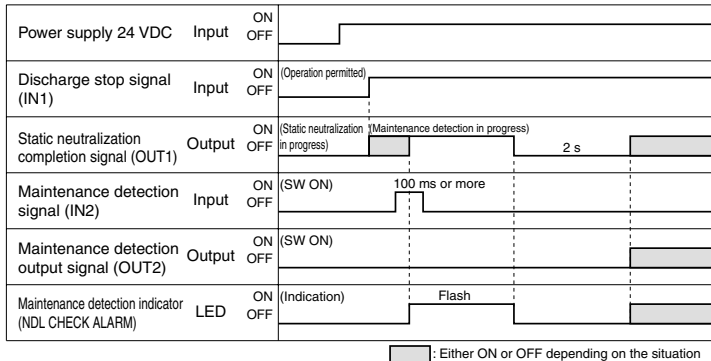 Power supply 24 VDC Input ON OFF
Discharge stop signal (IN1) Input ON OFF (Operation permitted)
Static neutralization completion signal (OUT1) Output ON OFF (Static neutralization in progress) (Maintenance detection in progress) 2 s
Maintenance detection signal (IN2) Input ON OFF (SW ON) 100 ms or more
Maintenance detection output signal (OUT2) Output ON OFF (SW ON)
Maintenance detection indicator (NDL CHECK ALARM) LED ON OFF (Indication) Flash
: Either ON or OFF depending on the situation